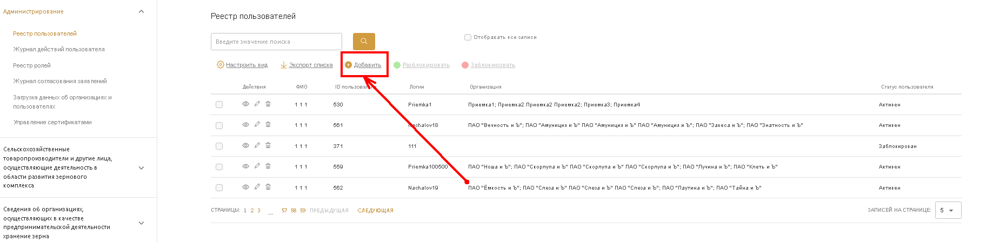 Администрирование
Реестр пользователей
Журнал действий пользователя
Реестр ролей
Журнал согласования заявлений
Загрузка данных об организациях и
пользователях
Управление сертификатами
Сельскохозяйственные
товаропроизводители и другие лица,
осуществляющие деятельность в
области развития зернового
комплекса
Сведения об организациях,
осуществляющих в качестве
предпринимательской деятельности
хранение зерна
Реестр пользователей
Введите значение поиска
Отображать все записи
Настроить вид Экспорт списка Добавить Разблокировать Заблокировать
Действия ФИО ID пользователя Логин Организация Статус пользователя
1 1 1 530 Priemka1 Приемка1; Приемка2 Приемка2 Приемка2; Приемка3; Приемка4 Активен
1 1 1 561 Nachalov18 ПАО "Вечность и Ъ"; ПАО "Амуниция и Ъ" ПАО "Амуниция и Ъ" ПАО "Амуниция и Ъ"; ПАО "Завеса и Ъ"; ПАО "Знатность и Ъ" Активен
1 1 1 371 111 Заблокирован
1 1 1 559 Priemka100500 ПАО "Ноша и Ъ"; ПАО "Скорлупа и Ъ" ПАО "Скорлупа и Ъ" ПАО "Скорлупа и Ъ"; ПАО "Лучина и Ъ"; ПАО "Клеть и Ъ" Активен
1 1 1 562 Nachalov19 ПАО "Ёмкость и Ъ"; ПАО "Слеза и Ъ" ПАО "Слеза и Ъ" ПАО "Слеза и Ъ"; ПАО "Паутина и Ъ"; ПАО "Тайна и Ъ" Активен
СТРАНИЦЫ: 1 2 3 ... 57 58 59 ПРЕДЫДУЩАЯ СЛЕДУЮЩАЯ ЗАПИСЕЙ НА СТРАНИЦЕ: 5